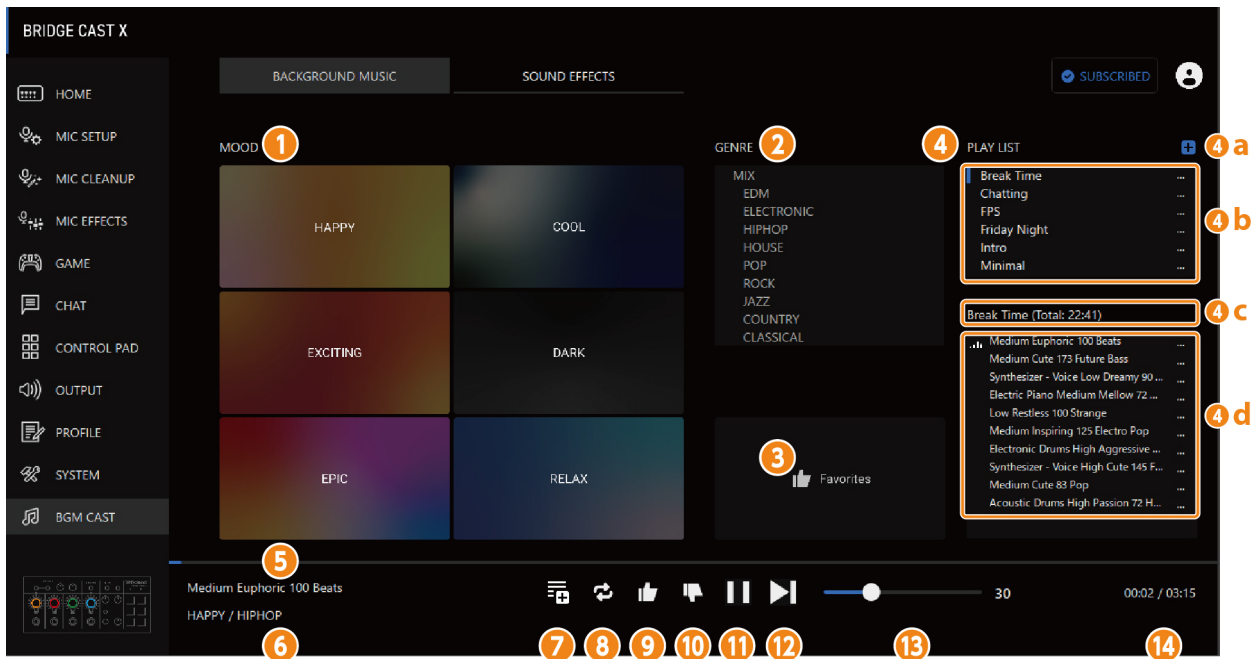 BRIDGE CAST X
HOME
MIC SETUP
MIC CLEANUP
MIC EFFECTS
GAME
CHAT
CONTROL PAD
OUTPUT
PROFILE
SYSTEM
BGM CAST
BACKGROUND MUSIC
SOUND EFFECTS
SUBSCRIBED
MOOD 1
HAPPY
COOL
EXCITING
DARK
EPIC
RELAX
GENRE 2
MIX
EDM
ELECTRONIC
HIPHOP
HOUSE
POP
ROCK
JAZZ
COUNTRY
CLASSICAL
3
Favorites
4 PLAY LIST
4 a
Break Time ...
Chatting ...
FPS ...
Friday Night ...
Intro ...
Minimal ...
4 b
Break Time (Total: 22:41)
4 c
Medium Euphoric 100 Beats ...
Medium Cute 173 Future Bass ...
Synthesizer - Voice Low Dreamy 90 ... ...
Electric Piano Medium Mellow 72 ... ...
Low Restless 100 Strange ...
Medium Inspiring 125 Electro Pop ...
Electronic Drums High Aggressive ... ...
Synthesizer - Voice High Cute 145 F... ...
Medium Cute 83 Pop ...
Acoustic Drums High Passion 72 H... ...
4 d
5
Medium Euphoric 100 Beats
HAPPY / HIPHOP
6
30
00:02 / 03:15
7 8 9 10 11 12 13 14